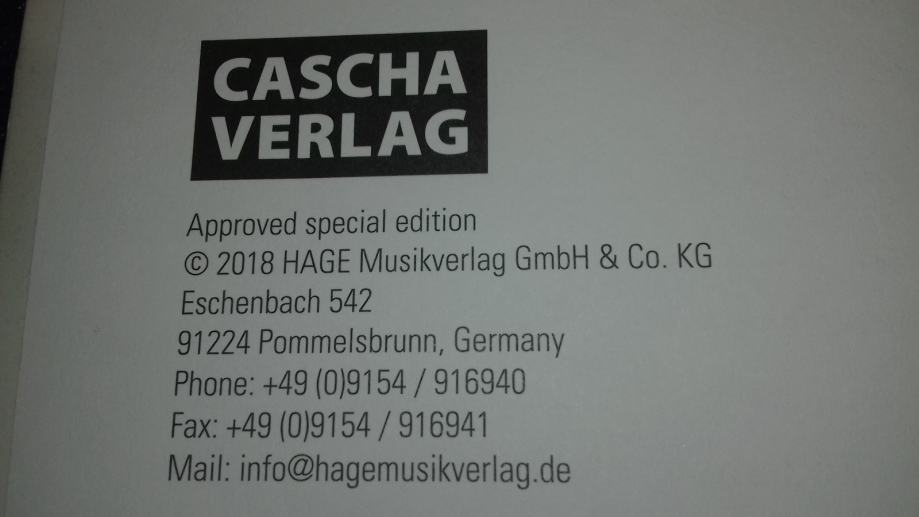 CASCHA
VERLAG
Approved special edition
© 2018 HAGE Musikverlag GmbH & Co. KG
Eschenbach 542
91224 Pommelsbrunn, Germany
Phone: +49 (0)9154 / 916940
Fax: +49 (0)9154 / 916941
Mail: info@hagemusikverlag.de